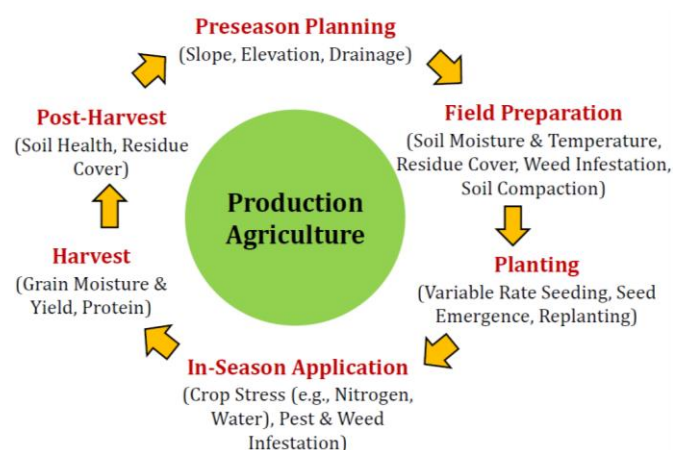 Preseason Planning
(Slope, Elevation, Drainage)
Field Preparation
(Soil Moisture & Temperature,
Residue Cover, Weed Infestation,
Soil Compaction)
Planting
(Variable Rate Seeding, Seed
Emergence, Replanting)
In-Season Application
(Crop Stress (e.g., Nitrogen,
Water), Pest & Weed
Infestation)
Harvest
(Grain Moisture &
Yield, Protein)
Post-Harvest
(Soil Health, Residue
Cover)
Production
Agriculture